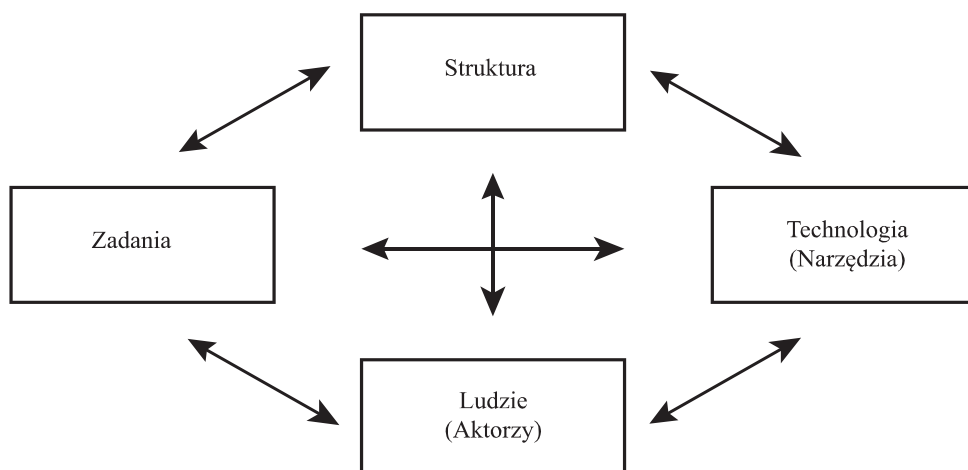 Struktura
Zadania
Technologia
(Narzędzia)
Ludzie
(Aktorzy)